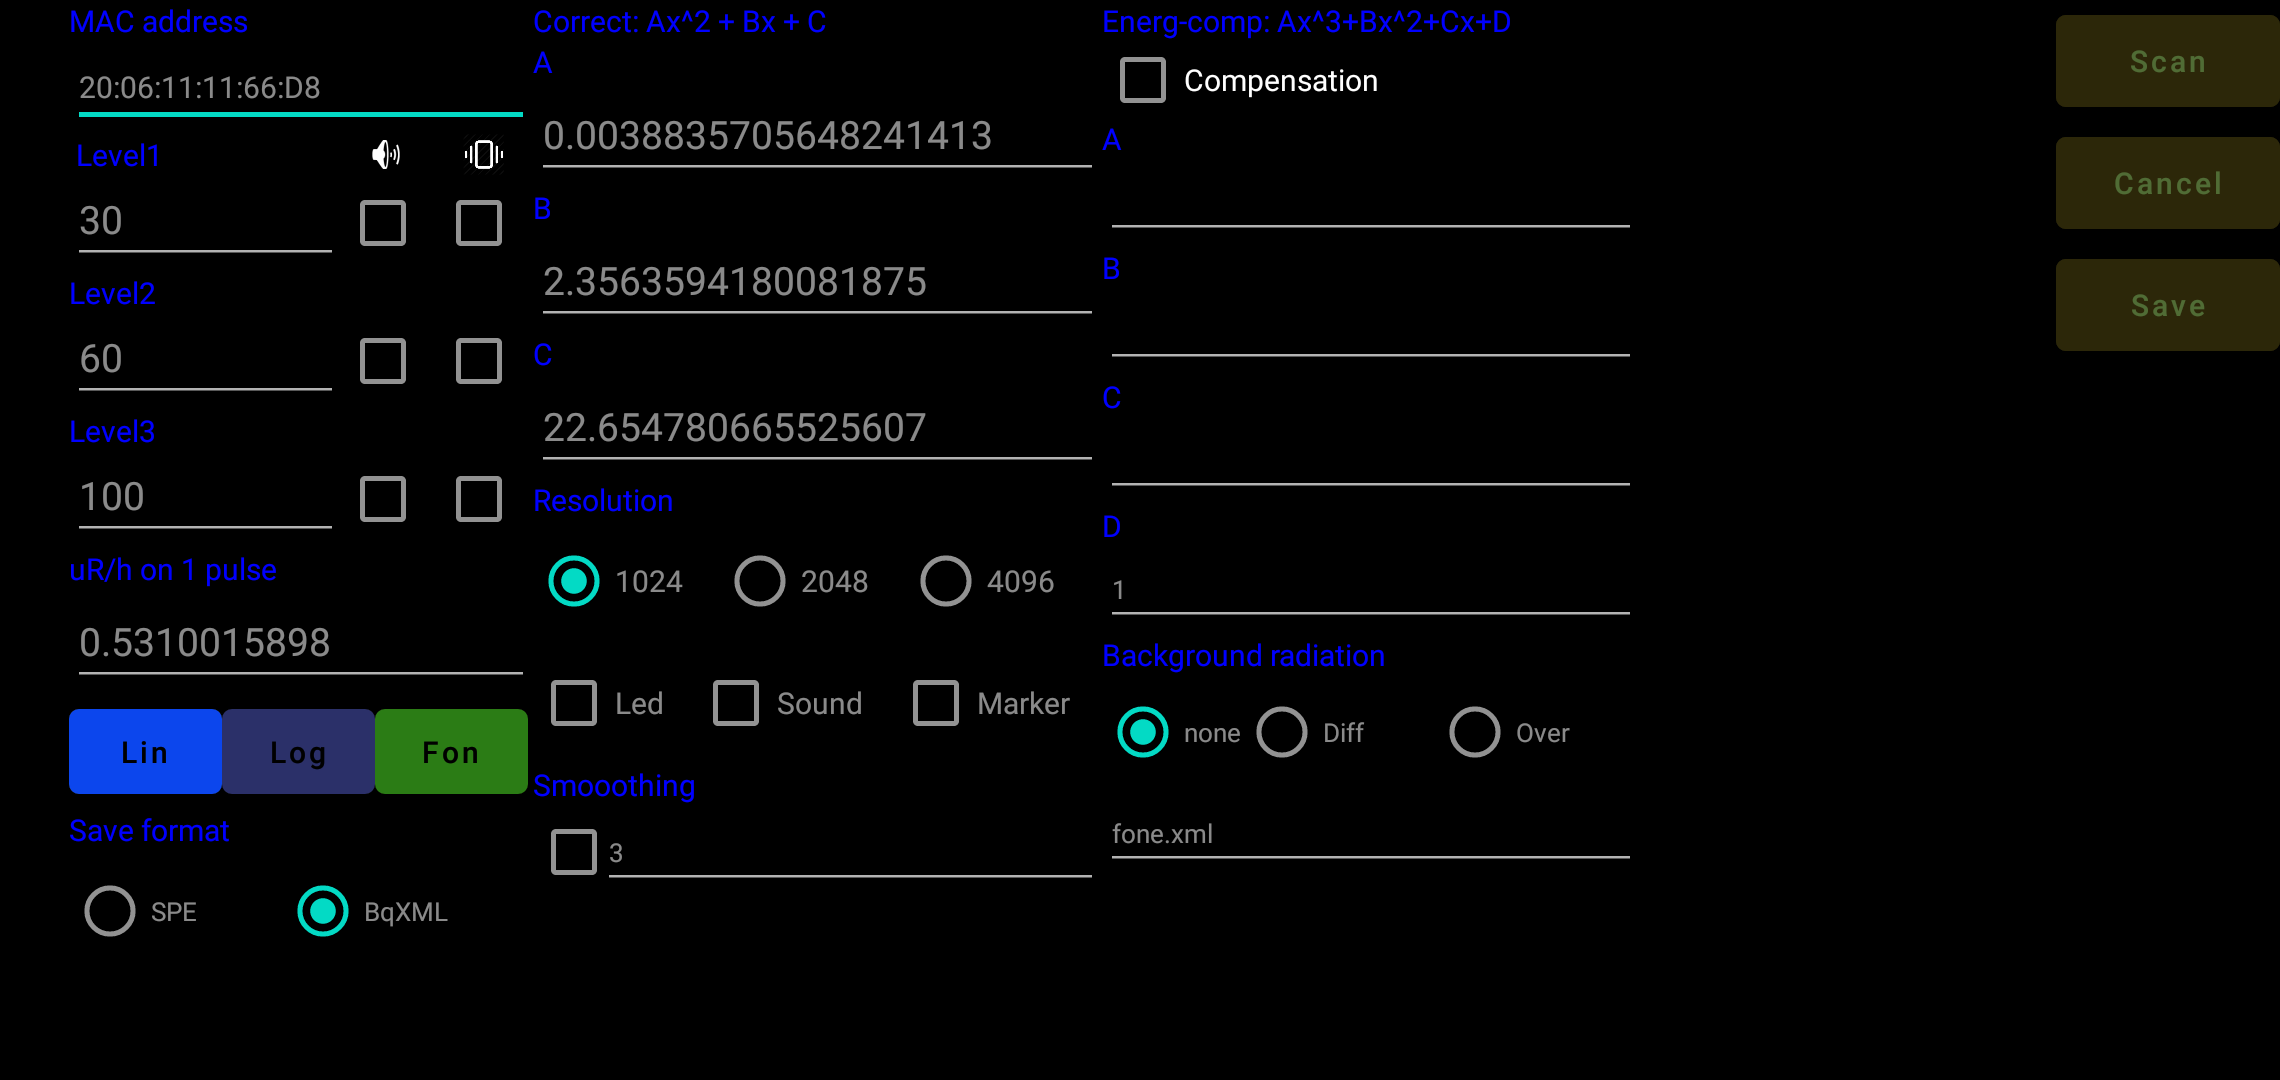 MAC address
20:06:11:11:66:D8
Level1
30
Level2
60
Level3
100
uR/h on 1 pulse
0.5310015898
Lin Log Fon
Save format
SPE BqXML
Correct: Ax^2 + Bx + C
A
0.0038835705648241413
B
2.3563594180081875
C
22.654780665525607
Resolution
1024 2048 4096
Led Sound Marker
Smooothing
3
Energ-comp: Ax^3+Bx^2+Cx+D
Compensation
A
B
C
D
1
Background radiation
none Diff Over
fone.xml
Scan
Cancel
Save